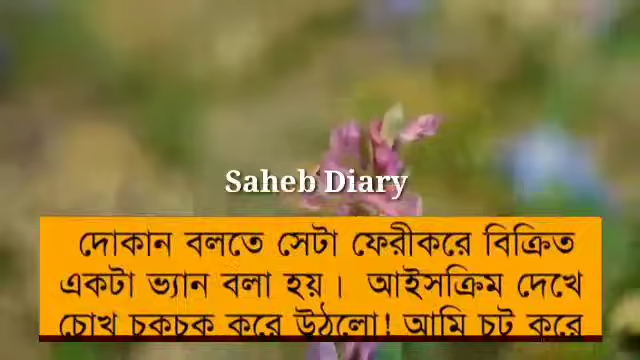 Saheb Diary
দোকান বলতে সেটা ফেরীকরে বিক্রিত
একটা ভ্যান বলা হয়। আইসক্রিম দেখে
চোখ চকচক করে উঠলো! আমি চট করে